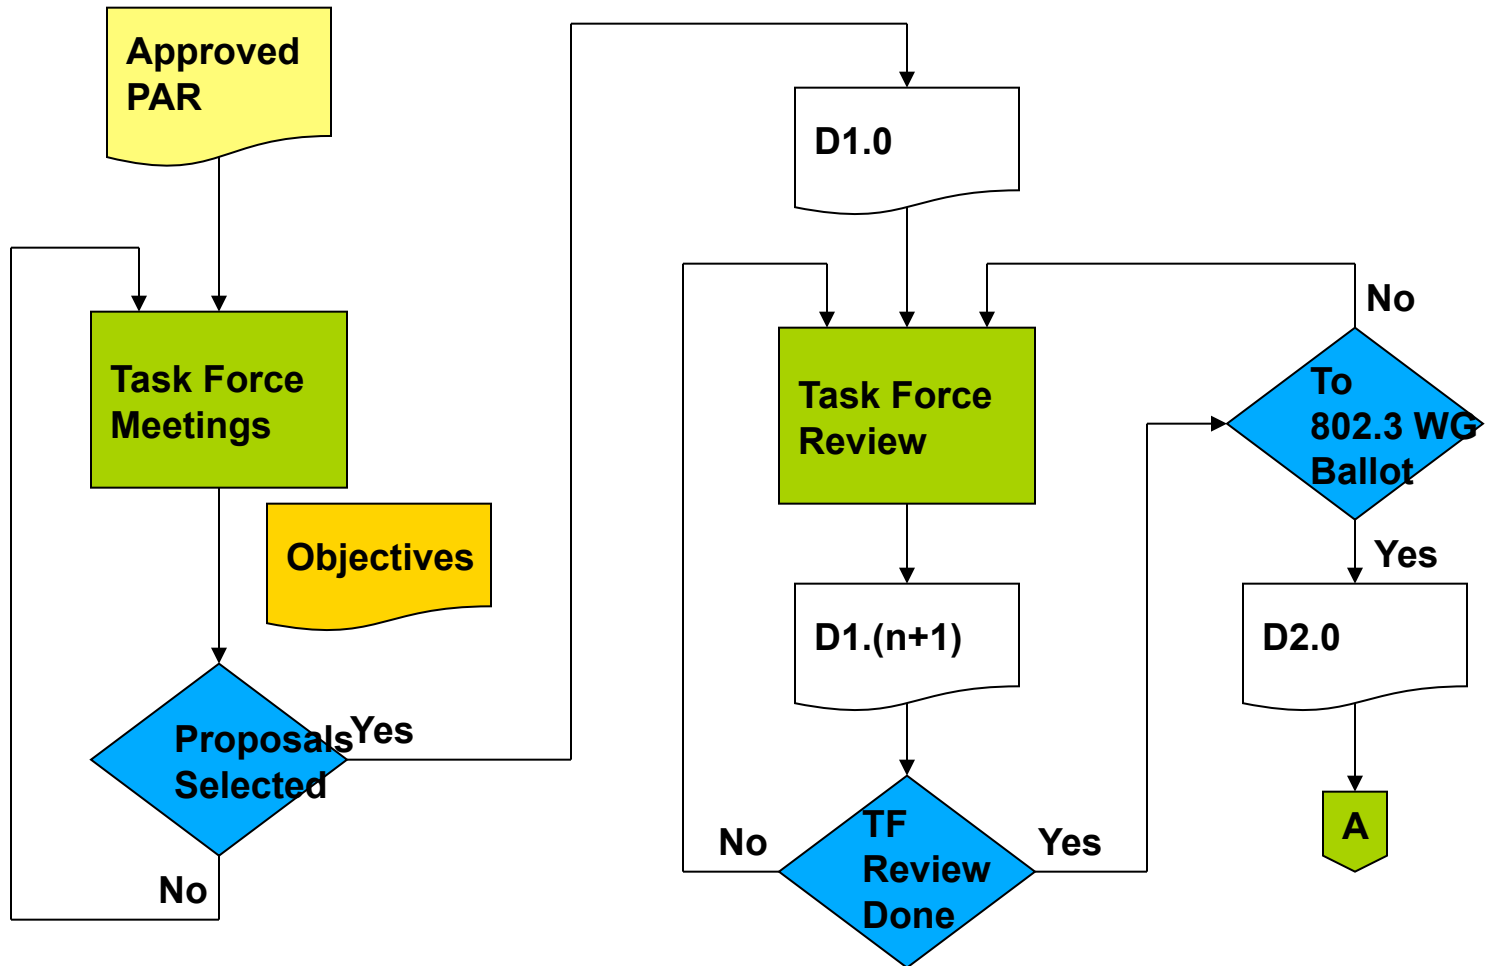 Approved
PAR
Task Force
Meetings
Objectives
Proposals
Selected
Yes
No
D1.0
Task Force
Review
D1.(n+1)
TF
Review
Done
No
Yes
To
802.3 WG
Ballot
No
Yes
D2.0
A